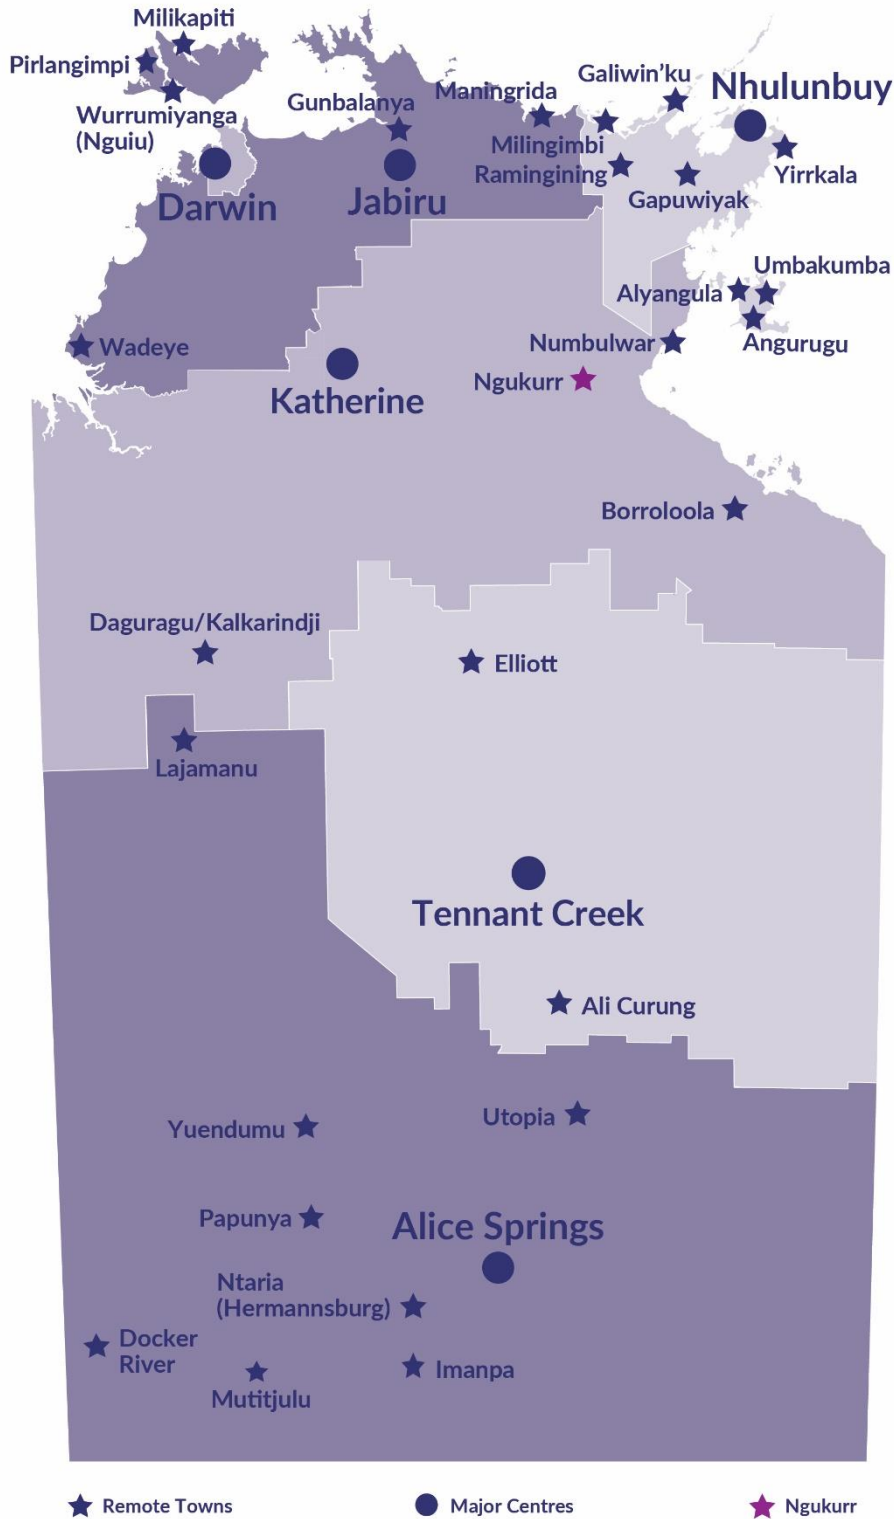 Milikapiti
Pirlangimpi
Wurrumiyanga
(Nguiu)
Gunbalanya
Maningrida
Galiwin'ku
Nhulunbuy
Milingimbi
Ramingining
Yirrkala
Gapuwiyak
Darwin
Jabiru
Umbakumba
Alyangula
Angurugu
Wadeye
Numbulwar
Ngukurr
Katherine
Borroloola
Daguragu/Kalkarindji
Elliott
Lajamanu
Tennant Creek
Ali Curung
Yuendumu
Utopia
Papunya
Alice Springs
Ntaria
(Hermannsburg)
Docker
River
Imanpa
Mutitjulu
Remote Towns
Major Centres
Ngukurr